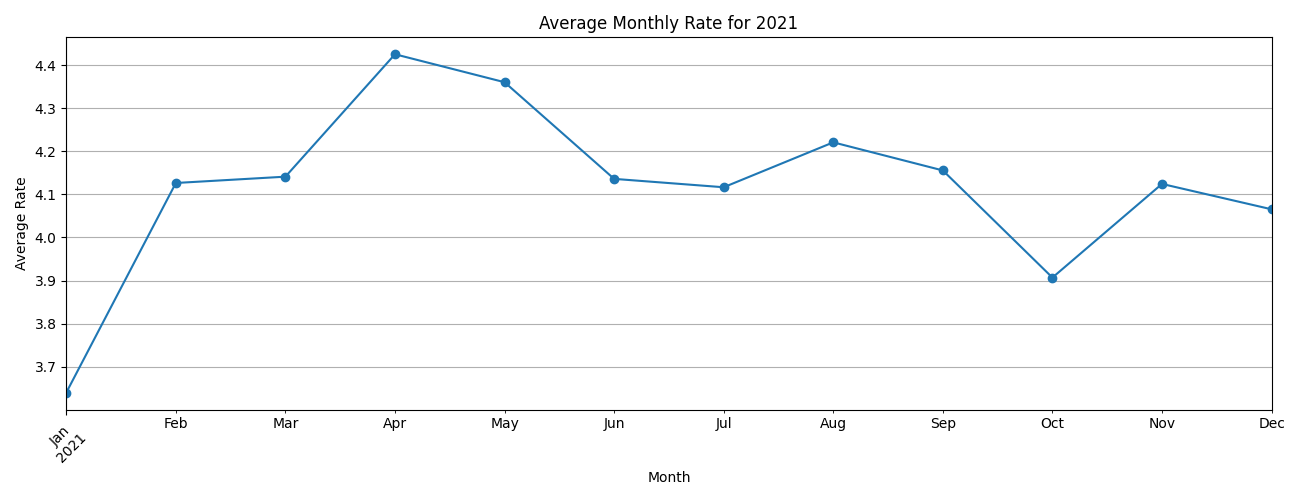 Average Monthly Rate for 2021
Average Rate
4.4
4.3
4.2
4.1
4.0
3.9
3.8
3.7
Jan
2021
Feb
Mar
Apr
May
Jun
Jul
Aug
Sep
Oct
Nov
Dec
Month